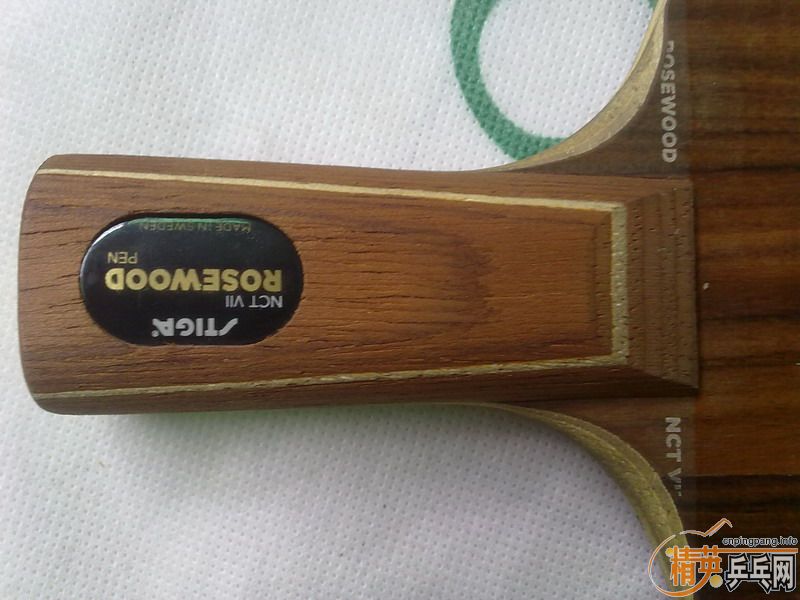 STIGA
NCT VII
ROSEWOOD
PEN
MADE IN SWEDEN
ROSEWOOD
NCT VII
cnpingpang.info
精英乒乓网